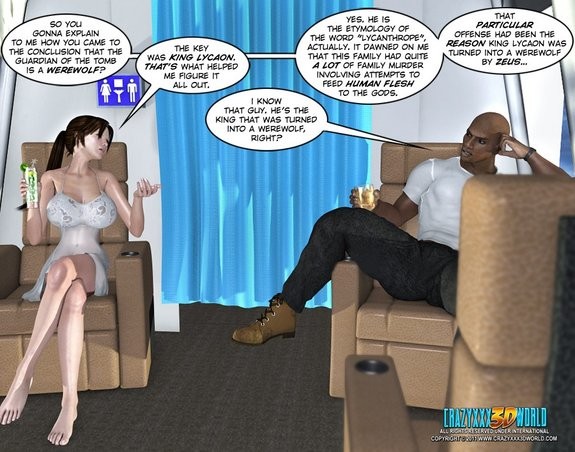 SO YOU
GONNA EXPLAIN
TO ME HOW YOU CAME TO
THE CONCLUSION THAT THE
GUARDIAN OF THE TOMB
IS A WEREWOLF?
THE KEY
WAS KING LYCAON.
THAT'S WHAT HELPED
ME FIGURE IT
ALL OUT.
I KNOW
THAT GUY. HE'S THE
KING THAT WAS TURNED
INTO A WEREWOLF,
RIGHT?
YES. HE IS
THE ETYMOLOGY OF
THE WORD "LYCANTHROPE",
ACTUALLY. IT DAWNED ON ME
THAT THIS FAMILY HAD QUITE
A LOT OF FAMILY MURDER
INVOLVING ATTEMPTS TO
FEED HUMAN FLESH
TO THE GODS.
THAT
PARTICULAR
OFFENSE HAD BEEN THE
REASON KING LYCAON WAS
TURNED INTO A WEREWOLF BY
ZEUS...
CRAZYXXX3DWORLD
ALL RIGHTS RESERVED UNDER INTERNATIONAL
COPYRIGHT © 2011 WWW.CRAZYXXX3DWORLD.COM